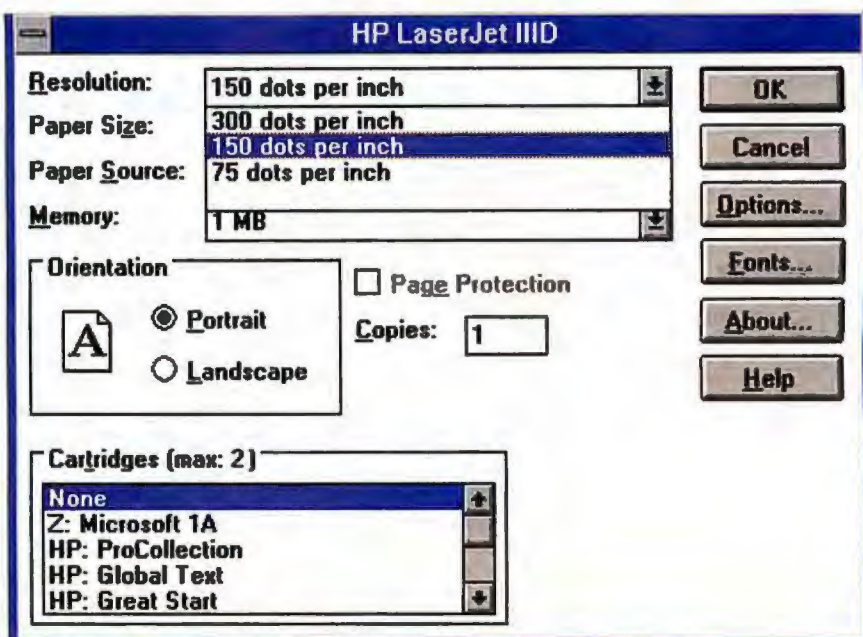 HP LaserJet IIID
Resolution:
150 dots per inch
300 dots per inch
150 dots per inch
75 dots per inch
Paper Size:
Paper Source:
Memory:
1 MB
OK
Cancel
Options...
Fonts...
About...
Help
Orientation
A
Portrait
Landscape
Page Protection
Copies: 1
Cartridges (max: 2)
None
Z: Microsoft 1A
HP: ProCollection
HP: Global Text
HP: Great Start